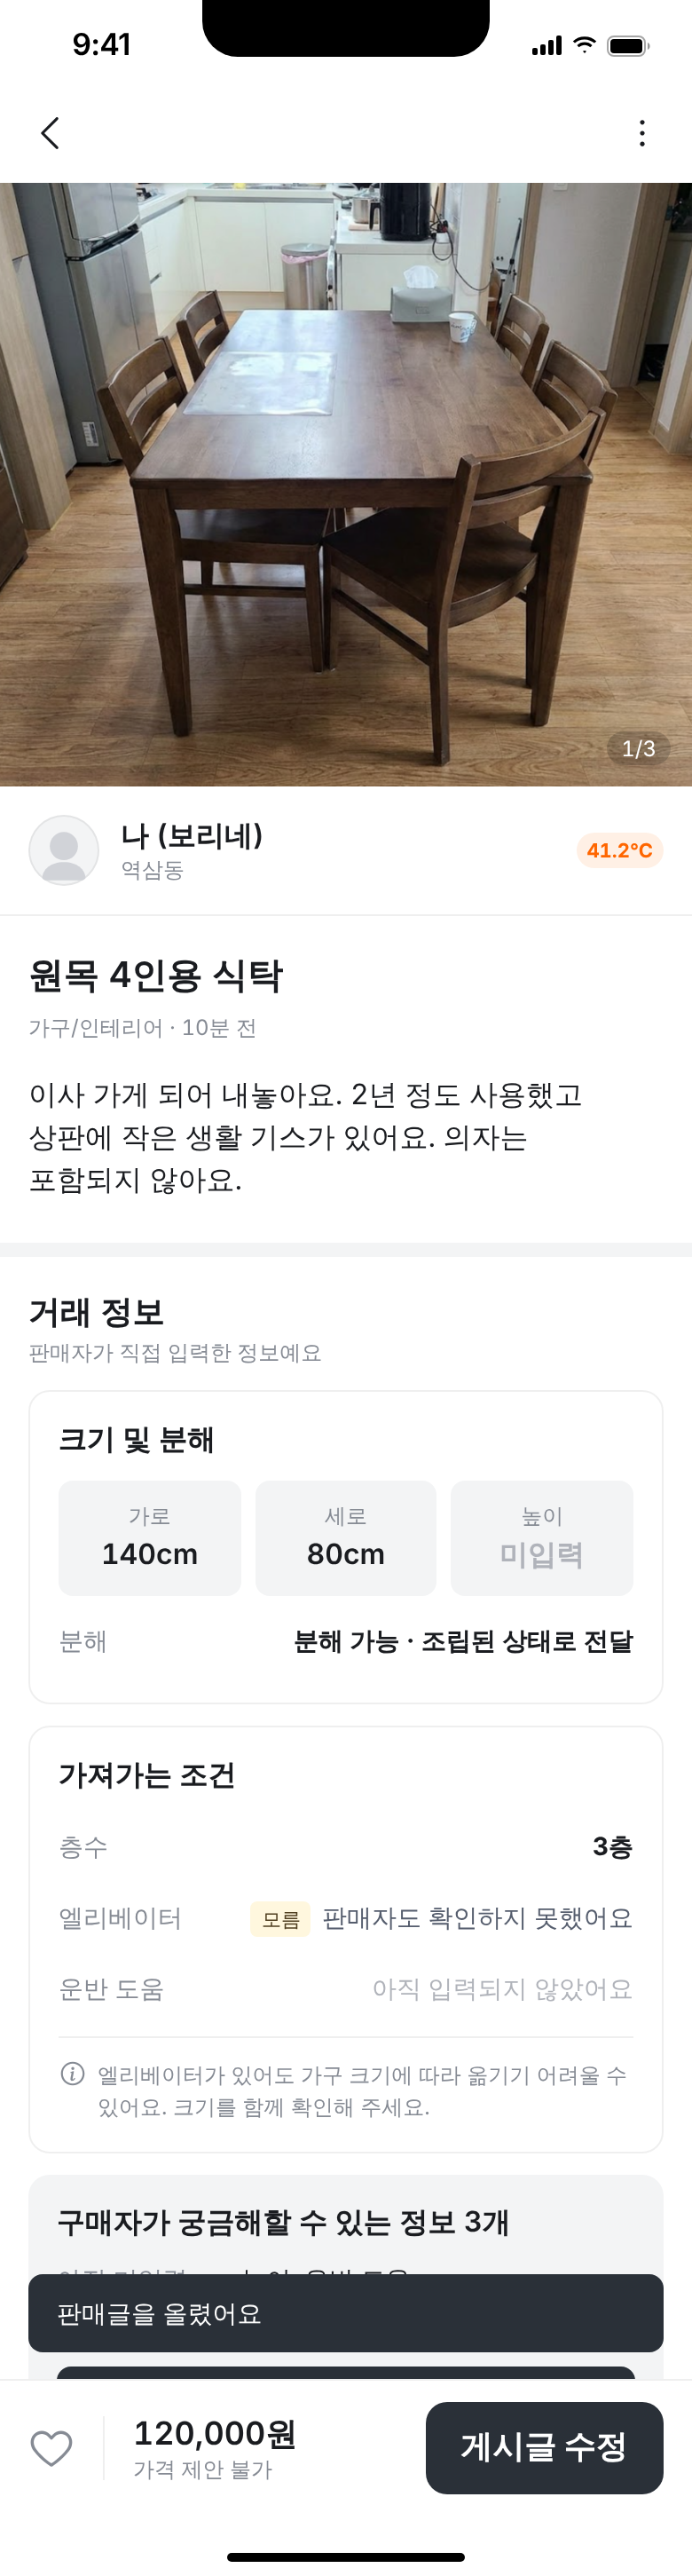 9:41
1/3
나 (보리네)
역삼동
41.2°C
원목 4인용 식탁
가구/인테리어 · 10분 전
이사 가게 되어 내놓아요. 2년 정도 사용했고
상판에 작은 생활 기스가 있어요. 의자는
포함되지 않아요.
거래 정보
판매자가 직접 입력한 정보예요
크기 및 분해
가로
140cm
세로
80cm
높이
미입력
분해
분해 가능 · 조립된 상태로 전달
가져가는 조건
층수
3층
엘리베이터
모름
판매자도 확인하지 못했어요
운반 도움
아직 입력되지 않았어요
엘리베이터가 있어도 가구 크기에 따라 옮기기 어려울 수
있어요. 크기를 함께 확인해 주세요.
구매자가 궁금해할 수 있는 정보 3개
판매글을 올렸어요
120,000원
가격 제안 불가
게시글 수정